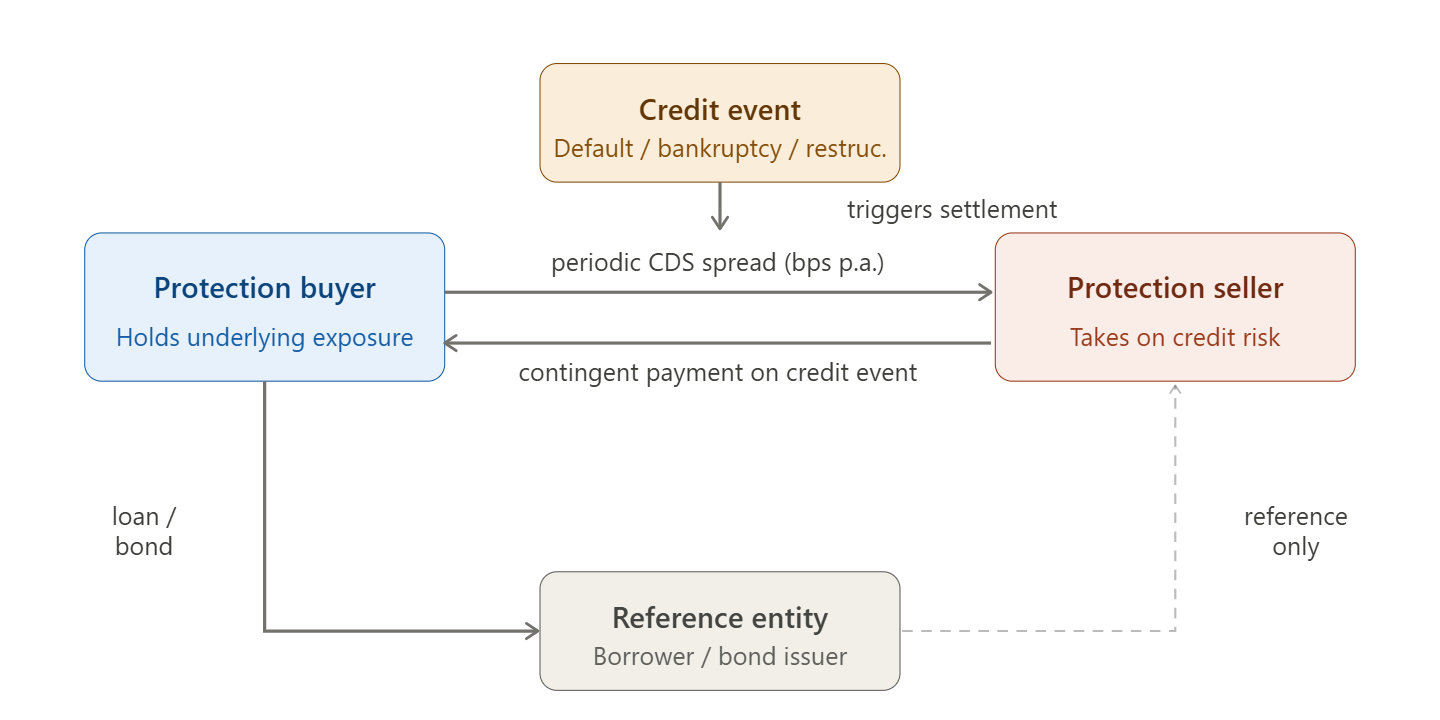 Credit event
Default / bankruptcy / restruc.
triggers settlement
periodic CDS spread (bps p.a.)
Protection buyer
Holds underlying exposure
Protection seller
Takes on credit risk
contingent payment on credit event
loan /
bond
reference
only
Reference entity
Borrower / bond issuer